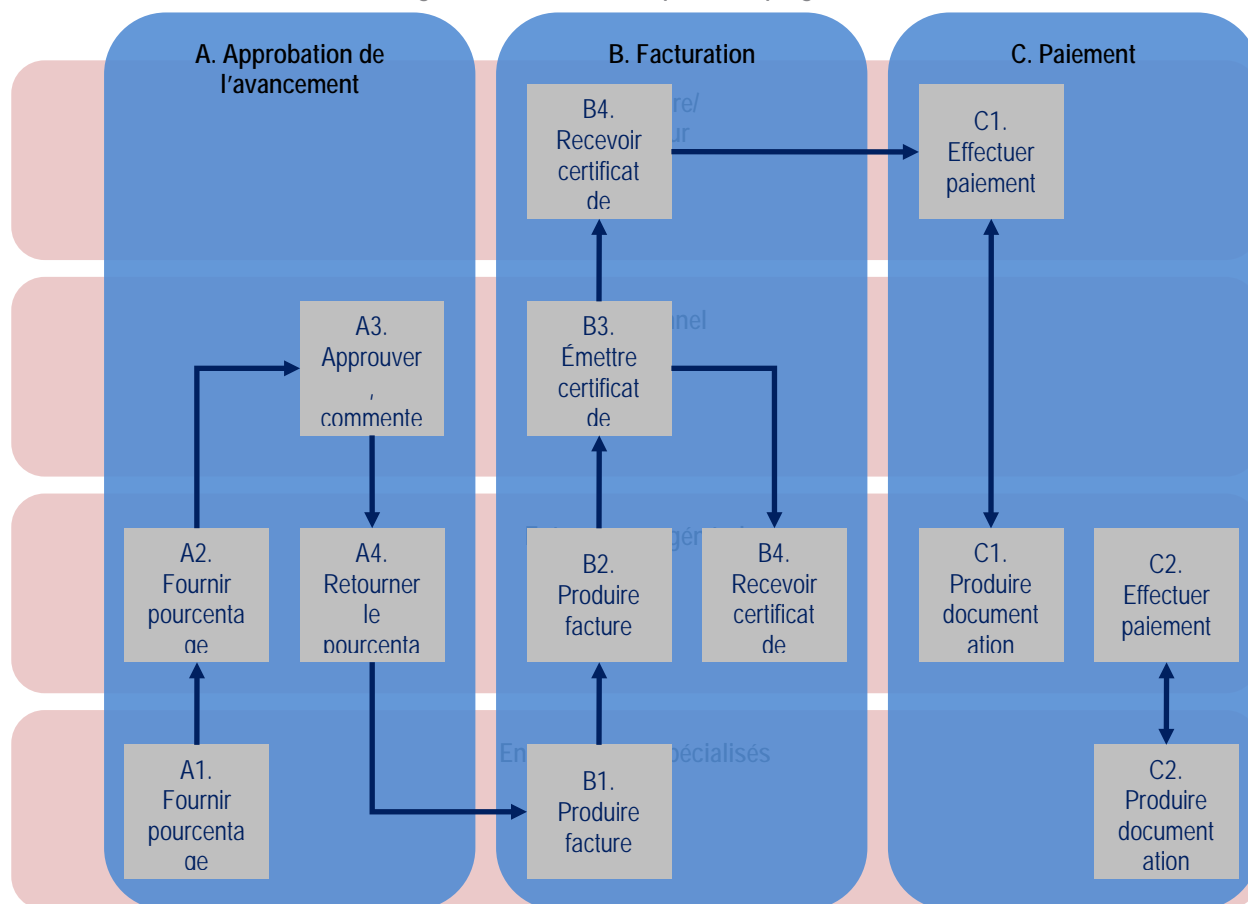 A. Approbation de
l'avancement
B. Facturation
C. Paiement
B4.
Recevoir
certificat
de
C1.
Effectuer
paiement
A3.
Approuver
,
commente
B3.
Émettre
certificat
de
A2.
Fournir
pourcenta
ge
A4.
Retourner
le
pourcenta
B2.
Produire
facture
B4.
Recevoir
certificat
de
C1.
Produire
document
ation
C2.
Effectuer
paiement
A1.
Fournir
pourcenta
ge
B1.
Produire
facture
C2.
Produire
document
ation